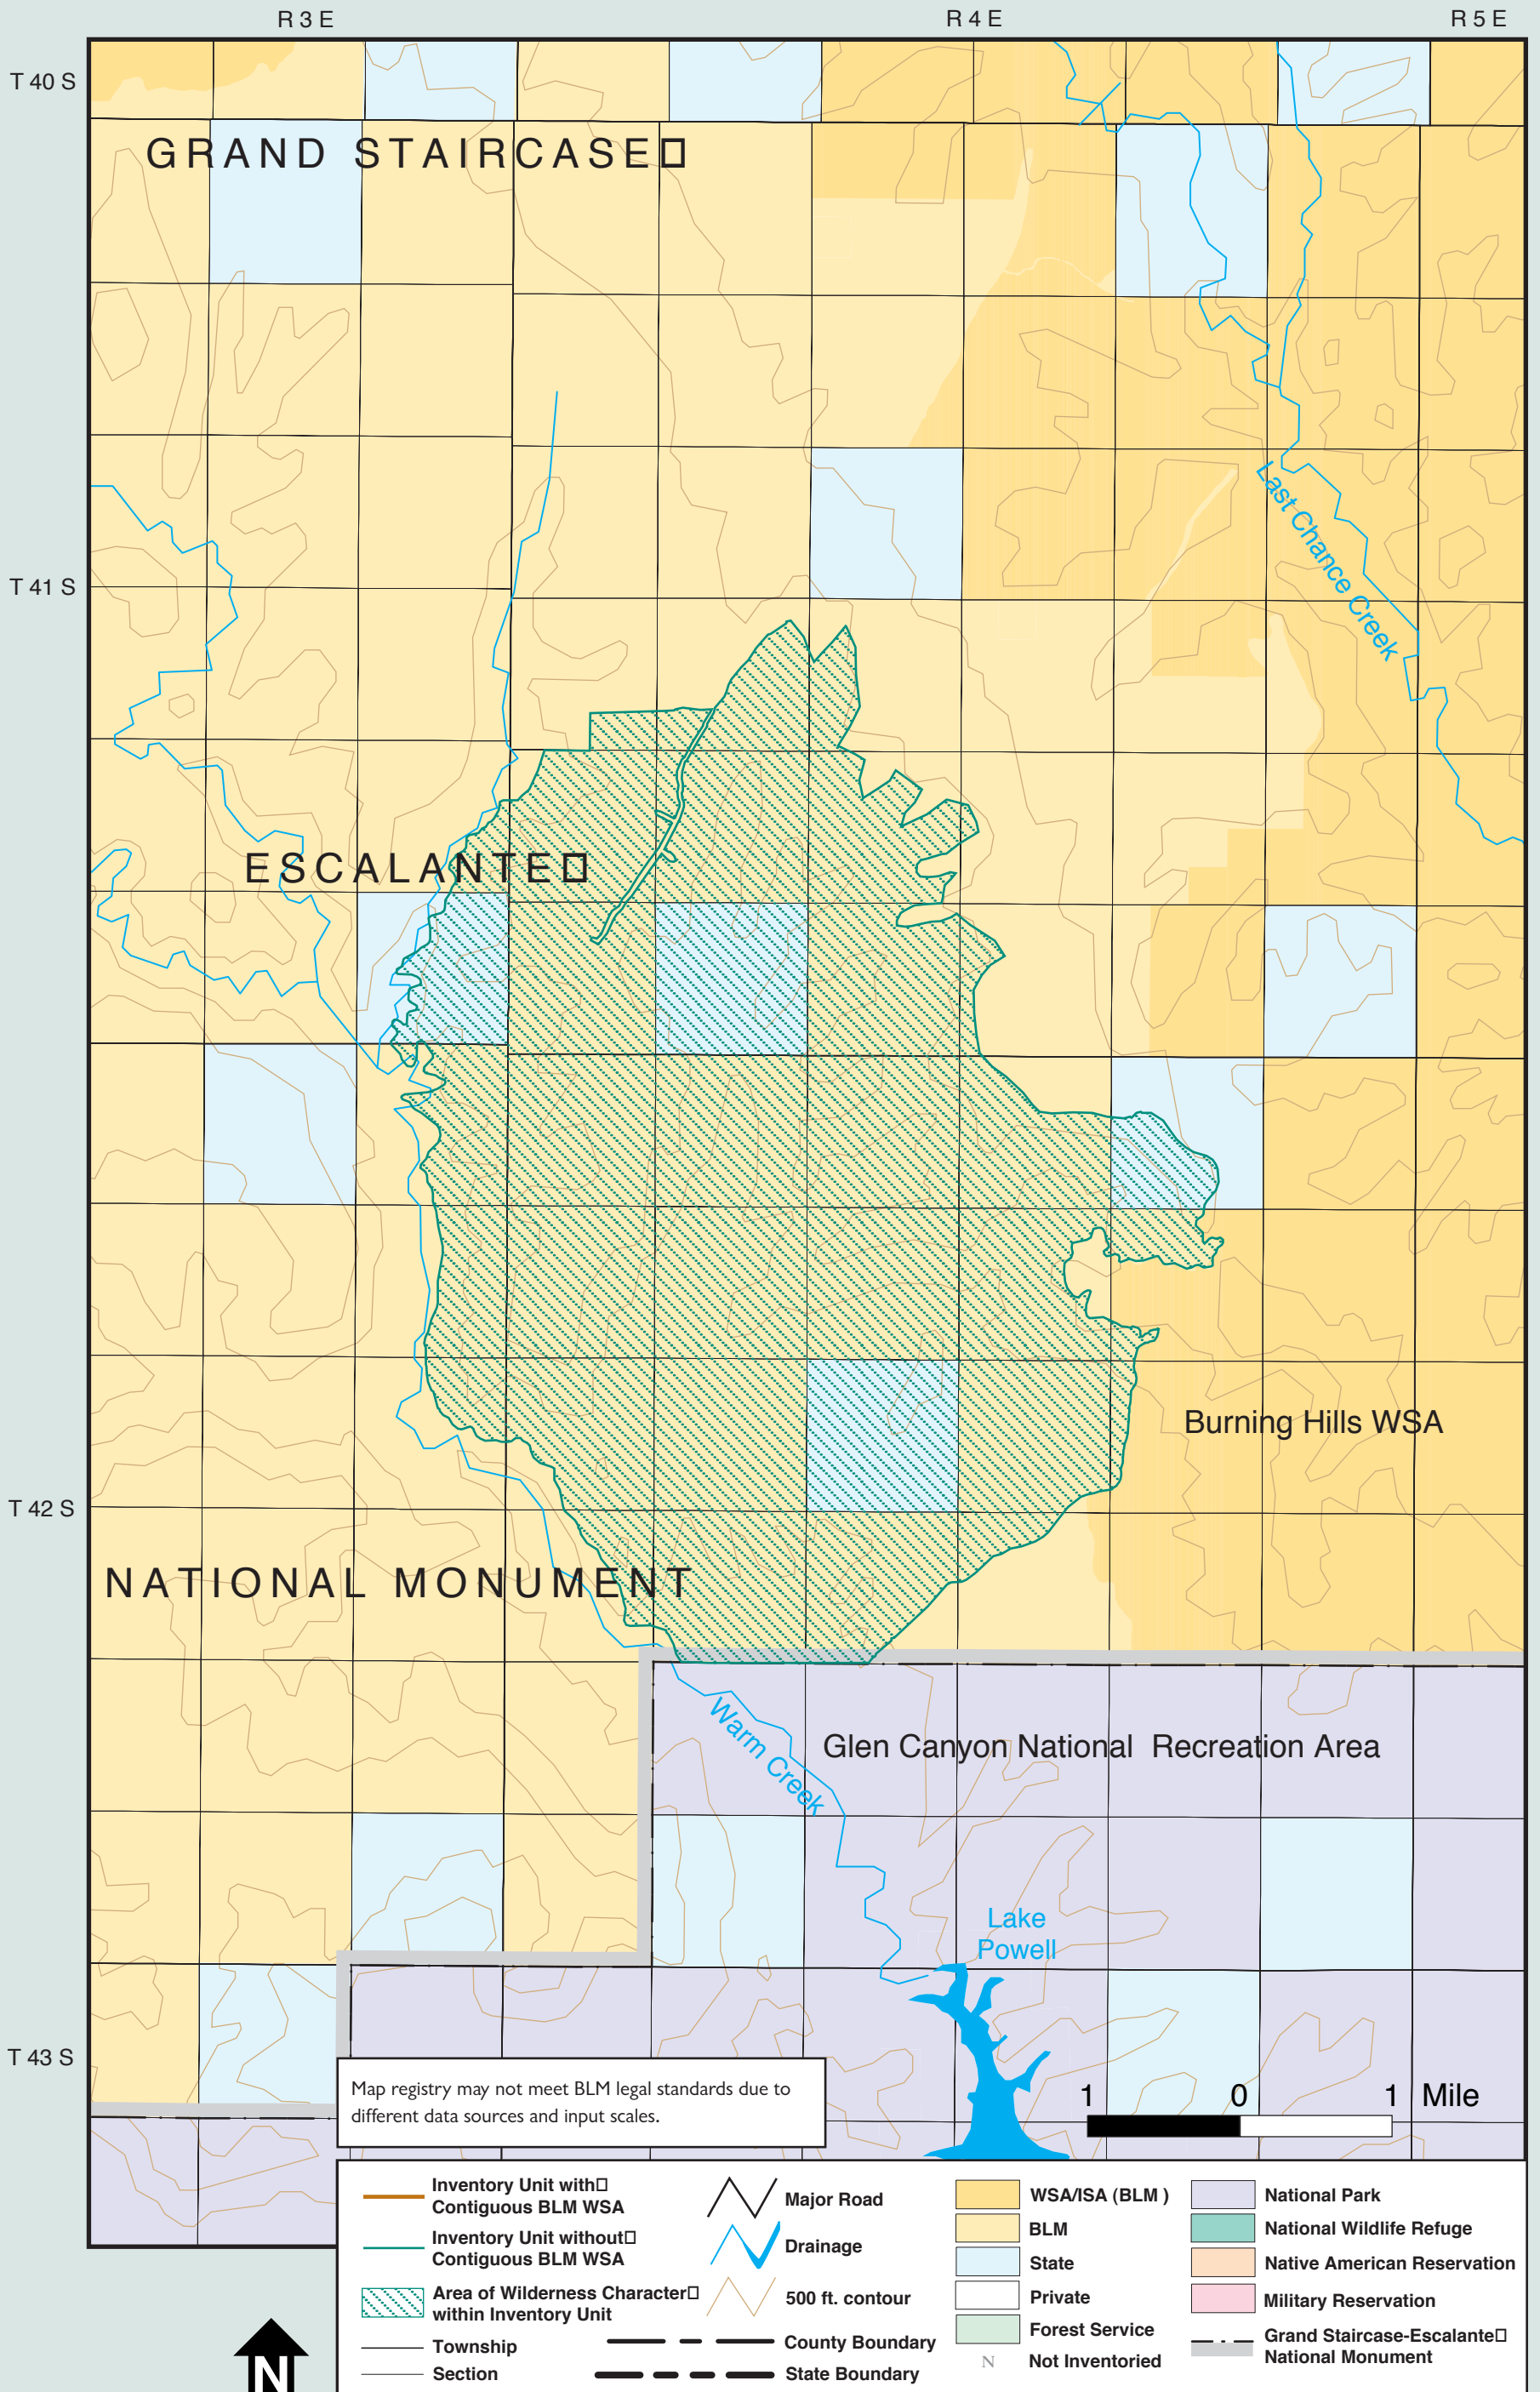 R 3 E
R 4 E
R 5 E
T 40 S
GRAND STAIRCASE
T 41 S
Last Chance Creek
ESCALANTE
Burning Hills WSA
T 42 S
NATIONAL MONUMENT
Warm Creek
Glen Canyon National Recreation Area
Lake
Powell
T 43 S
Map registry may not meet BLM legal standards due to
different data sources and input scales.
1 0 1 Mile
Inventory Unit with
Contiguous BLM WSA
Inventory Unit without
Contiguous BLM WSA
Area of Wilderness Character
within Inventory Unit
Township
Section
Major Road
Drainage
500 ft. contour
County Boundary
State Boundary
WSA/ISA (BLM )
BLM
State
Private
Forest Service
N Not Inventoried
National Park
National Wildlife Refuge
Native American Reservation
Military Reservation
Grand Staircase-Escalante
National Monument
N